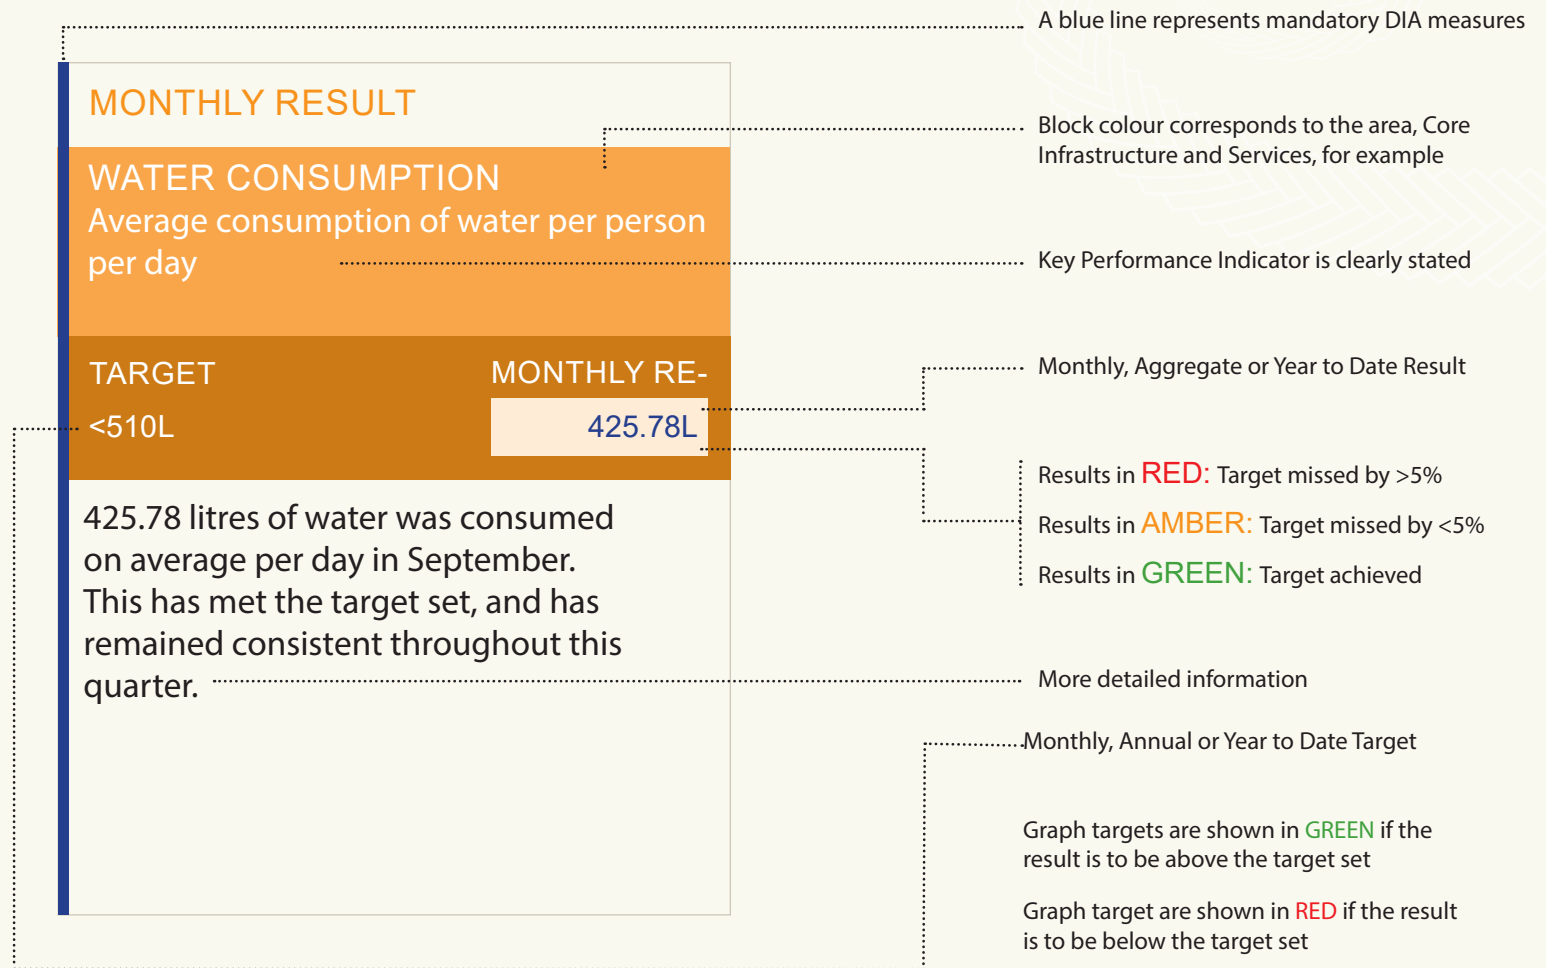 A blue line represents mandatory DIA measures
MONTHLY RESULT
Block colour corresponds to the area, Core
Infrastructure and Services, for example
WATER CONSUMPTION
Average consumption of water per person
per day
Key Performance Indicator is clearly stated
TARGET
MONTHLY RE-
<510L
425.78L
Monthly, Aggregate or Year to Date Result
Results in RED: Target missed by >5%
Results in AMBER: Target missed by <5%
Results in GREEN: Target achieved
425.78 litres of water was consumed
on average per day in September.
This has met the target set, and has
remained consistent throughout this
quarter.
More detailed information
Monthly, Annual or Year to Date Target
Graph targets are shown in GREEN if the
result is to be above the target set
Graph target are shown in RED if the result
is to be below the target set